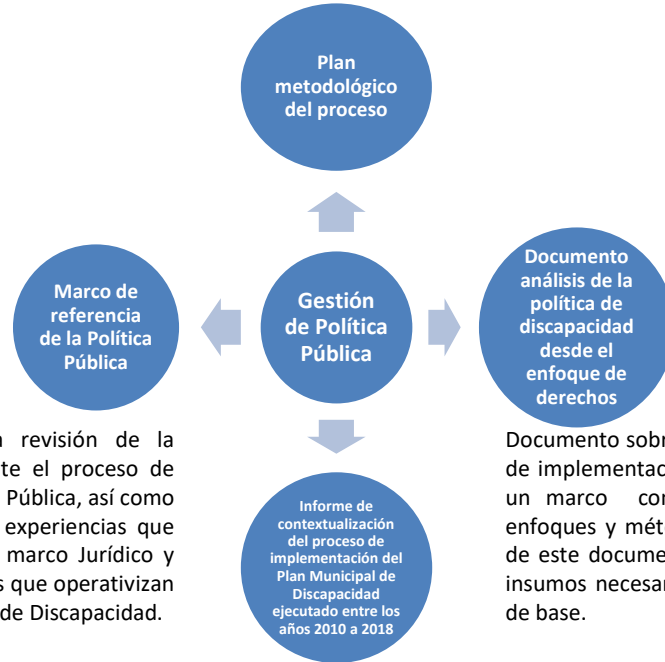 Plan
metodológico
del proceso
Marco de
referencia
de la Política
Pública
Gestión
de Política
Pública
Documento
análisis de la
política de
discapacidad
desde el
enfoque de
derechos
revisión de la
te el proceso de
Pública, así como
experiencias que
marco Jurídico y
s que operativizan
de Discapacidad.
Informe de
contextualización
del proceso de
implementación del
Plan Municipal de
Discapacidad
ejecutado entre los
años 2010 a 2018
Documento sobr
de implementac
un marco con
enfoques y mét
de este docume
insumos necesar
de base.